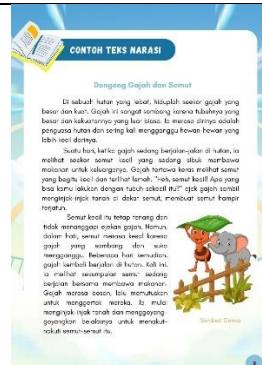 CONTOH TEKS NARASI
Dongeng Gajah dan Semut
Di sebuah hutan yang lebat, hiduplah seekor gajah yang
besar dan kuat. Gajah ini sangat sombong karena tubuhnya yang
besar dan kekuatannya yang luar biasa. Ia merasa dirinya adalah
penguasa hutan dan sering kali mengganggu hewan-hewan yang
lebih kecil darinya.
Suatu hari, ketika gajah sedang berjalan-jalan di hutan, ia
melihat seekor semut kecil yang sedang sibuk membawa
makanan untuk keluarganya. Gajah tertawa keras melihat semut
yang begitu kecil dan terlihat lemah. "Heh, semut kecil! Apa yang
bisa kamu lakukan dengan tubuh sekecil itu?" ejek gajah sambil
menginjak-injak tanah di dekat semut, membuat semut hampir
terjatuh.
Semut kecil itu tetap tenang dan
tidak menanggapi ejekan gajah. Namun,
dalam hati, semut merasa kesal karena
gajah yang sombong dan suka
mengganggu. Beberapa hari kemudian,
gajah kembali berjalan di hutan. Kali ini,
ia melihat sekumpulan semut sedang
berjalan bersama membawa makanan.
Gajah merasa bosan, lalu memutuskan
untuk menggertak mereka. Ia mulai
menginjak-injak tanah dan menggoyang-
goyangkan belalainya untuk menakut-
nakuti semut-semut itu.